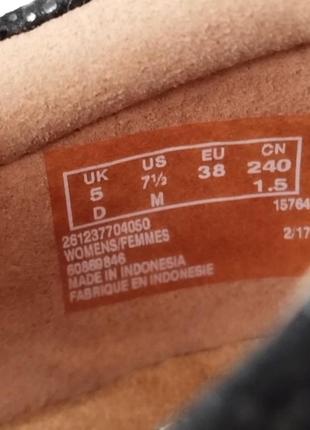 UK US EU CN
5 7½ 38 240
D M 1.5
261237704050 15764
WOMENS/FEMMES 2/17
60889846
MADE IN INDONESIA
FABRIQUE EN INDONESIE